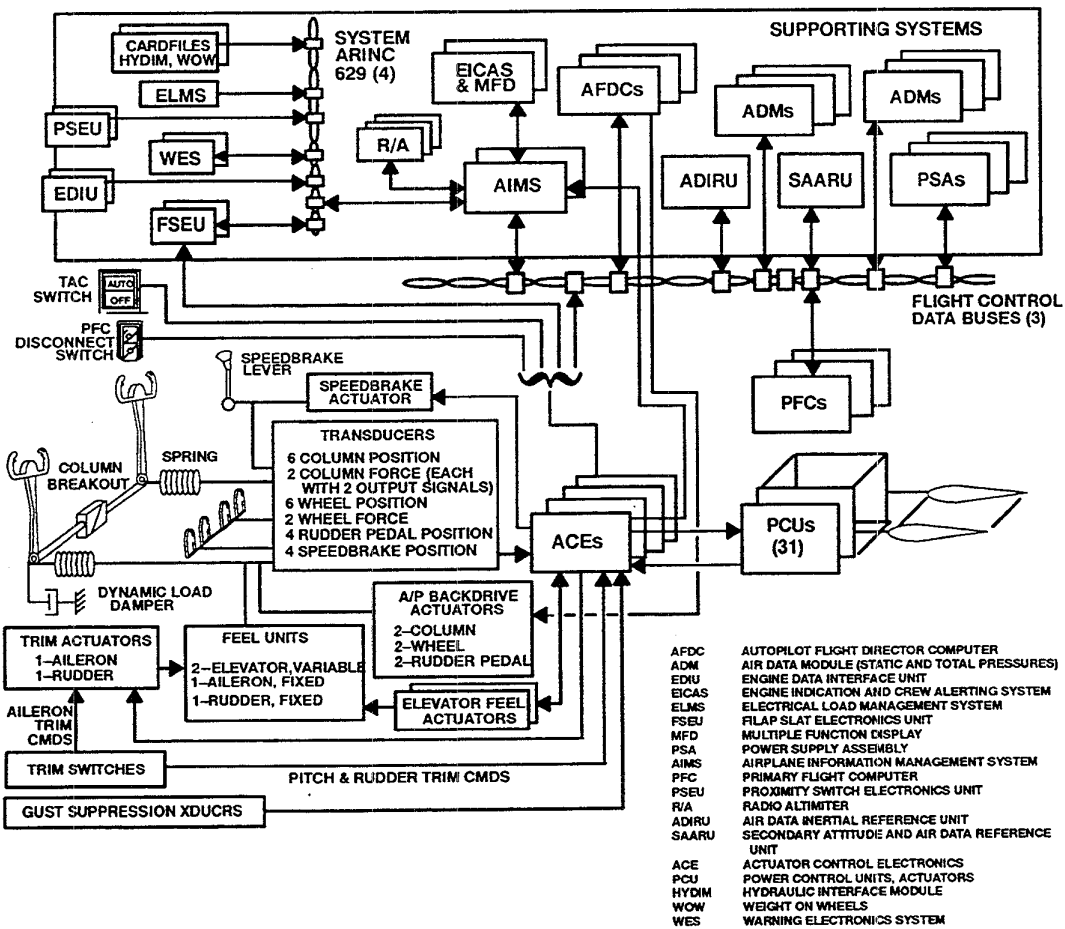 SUPPORTING SYSTEMS
CARDFILES
HYDIM, WOW
SYSTEM
ARINC
629 (4)
ELMS
PSEU
WES
EDIU
FSEU
EICAS
& MFD
R/A
AIMS
AFDCs
ADMs
ADMs
ADIRU
SAARU
PSAs
FLIGHT CONTROL
DATA BUSES (3)
TAC
SWITCH
AUTO
OFF
PFC
DISCONNECT
SWITCH
SPEEDBRAKE
LEVER
SPEEDBRAKE
ACTUATOR
PFCs
TRANSDUCERS
6 COLUMN POSITION
2 COLUMN FORCE (EACH
WITH 2 OUTPUT SIGNALS)
6 WHEEL POSITION
2 WHEEL FORCE
4 RUDDER PEDAL POSITION
4 SPEEDBRAKE POSITION
COLUMN
BREAKOUT
SPRING
ACEs
PCUs
(31)
DYNAMIC LOAD
DAMPER
A/P BACKDRIVE
ACTUATORS
2–COLUMN
2–WHEEL
2–RUDDER PEDAL
TRIM ACTUATORS
1–AILERON
1–RUDDER
FEEL UNITS
2–ELEVATOR, VARIABLE
1–AILERON, FIXED
1–RUDDER, FIXED
ELEVATOR FEEL
ACTUATORS
AILERON
TRIM
CMDS
TRIM SWITCHES
PITCH & RUDDER TRIM CMDS
GUST SUPPRESSION XDUCRS
AFDC AUTOPILOT FLIGHT DIRECTOR COMPUTER
ADM AIR DATA MODULE (STATIC AND TOTAL PRESSURES)
EDIU ENGINE DATA INTERFACE UNIT
EICAS ENGINE INDICATION AND CREW ALERTING SYSTEM
ELMS ELECTRICAL LOAD MANAGEMENT SYSTEM
FSEU FILAP SLAT ELECTRONICS UNIT
MFD MULTIPLE FUNCTION DISPLAY
PSA POWER SUPPLY ASSEMBLY
AIMS AIRPLANE INFORMATION MANAGEMENT SYSTEM
PFC PRIMARY FLIGHT COMPUTER
PSEU PROXIMITY SWITCH ELECTRONICS UNIT
R/A RADIO ALTIMITER
ADIRU AIR DATA INERTIAL REFERENCE UNIT
SAARU SECONDARY ATTITUDE AND AIR DATA REFERENCE
UNIT
ACE ACTUATOR CONTROL ELECTRONICS
PCU POWER CONTROL UNITS, ACTUATORS
HYDIM HYDRAULIC INTERFACE MODULE
WOW WEIGHT ON WHEELS
WES WARNING ELECTRONICS SYSTEM